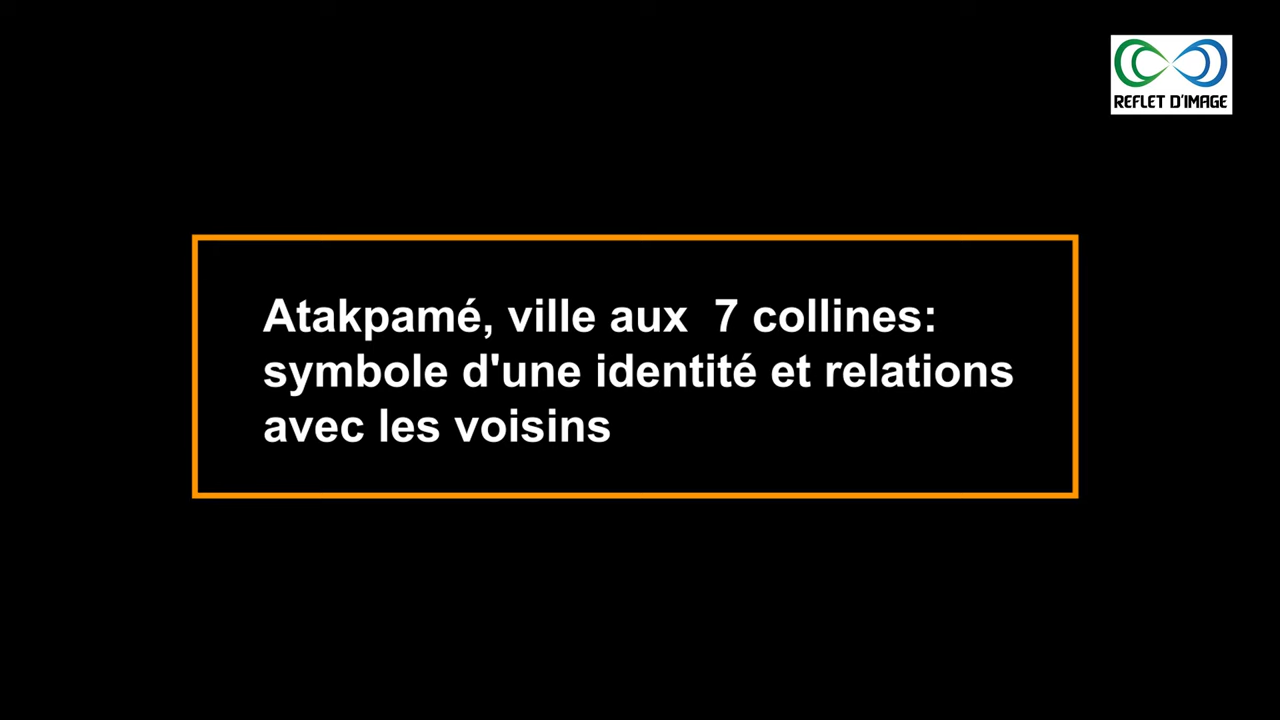 REFLET D'IMAGE
Atakpamé, ville aux  7 collines:
symbole d'une identité et relations
avec les voisins